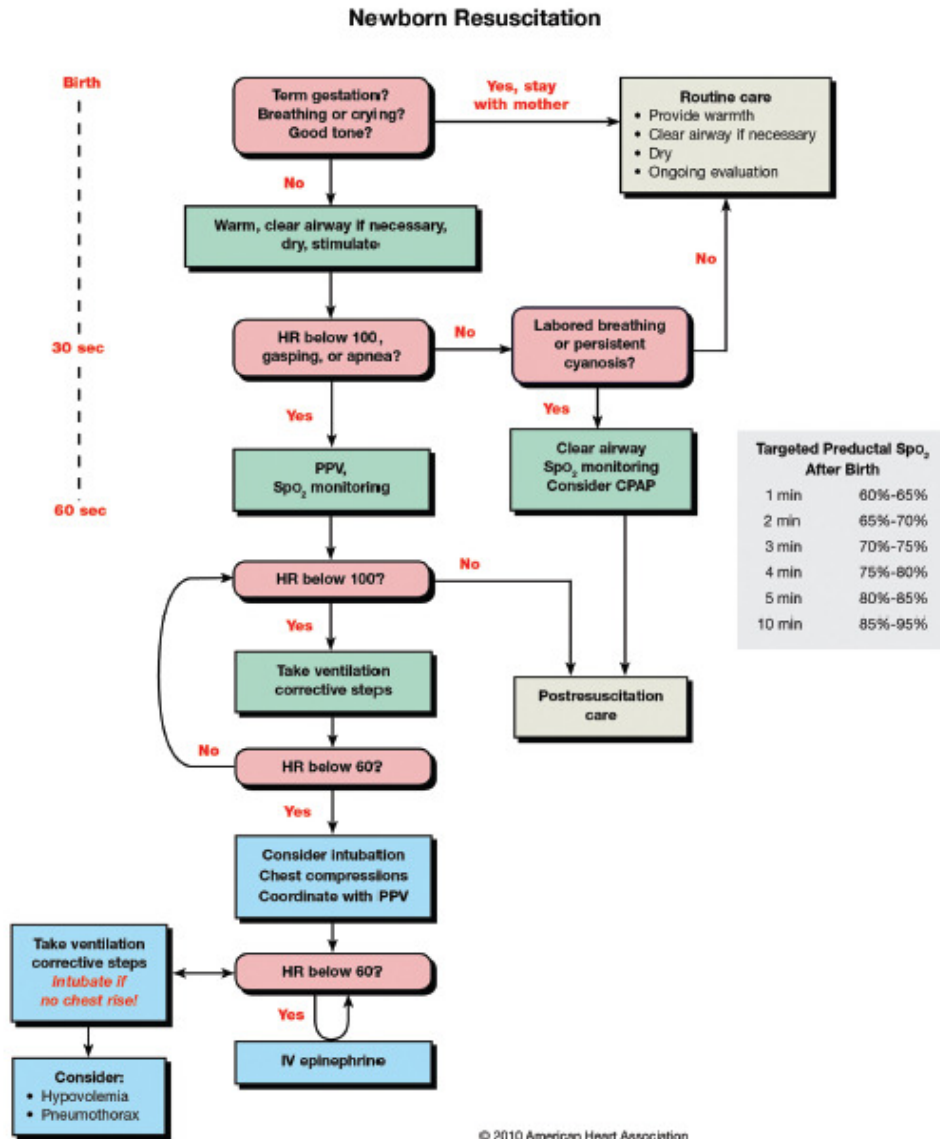 Newborn Resuscitation
Birth
Term gestation?
Breathing or crying?
Good tone?
Yes, stay
with mother
Routine care
• Provide warmth
• Clear airway if necessary
• Dry
• Ongoing evaluation
No
Warm, clear airway if necessary,
dry, stimulate
No
30 sec
HR below 100,
gasping, or apnea?
No
Labored breathing
or persistent
cyanosis?
Yes
Yes
PPV,
SpO₂ monitoring
Clear airway
SpO₂ monitoring
Consider CPAP
60 sec
Targeted Preductal SpO₂
After Birth
1 min 60%-65%
2 min 65%-70%
3 min 70%-75%
4 min 75%-80%
5 min 80%-85%
10 min 85%-95%
HR below 100?
No
Yes
Take ventilation
corrective steps
Postresuscitation
care
No
HR below 60?
Yes
Consider intubation
Chest compressions
Coordinate with PPV
Take ventilation
corrective steps
Intubate if
no chest rise!
HR below 60?
Yes
IV epinephrine
Consider:
• Hypovolemia
• Pneumothorax
© 2010 American Heart Association